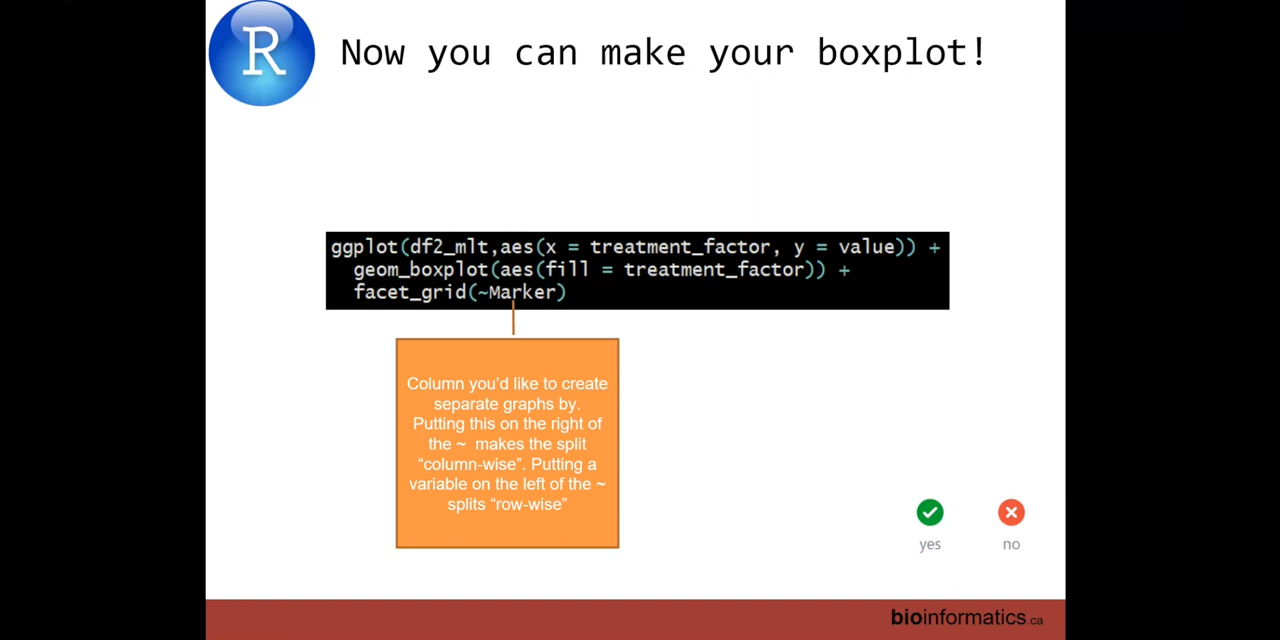 R
Now you can make your boxplot!
ggplot(df2_mlt,aes(x = treatment_factor, y = value)) +
geom_boxplot(aes(fill = treatment_factor)) +
facet_grid(~Marker)
Column you’d like to create
separate graphs by.
Putting this on the right of
the ~ makes the split
“column-wise”. Putting a
variable on the left of the ~
splits “row-wise”
yes no
bioinformatics.ca